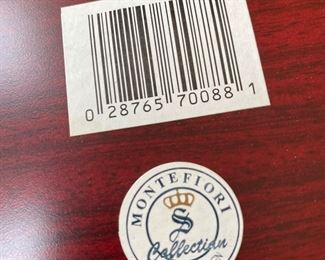 0 28765 70088 1
MONTEFIORI
S
Collection